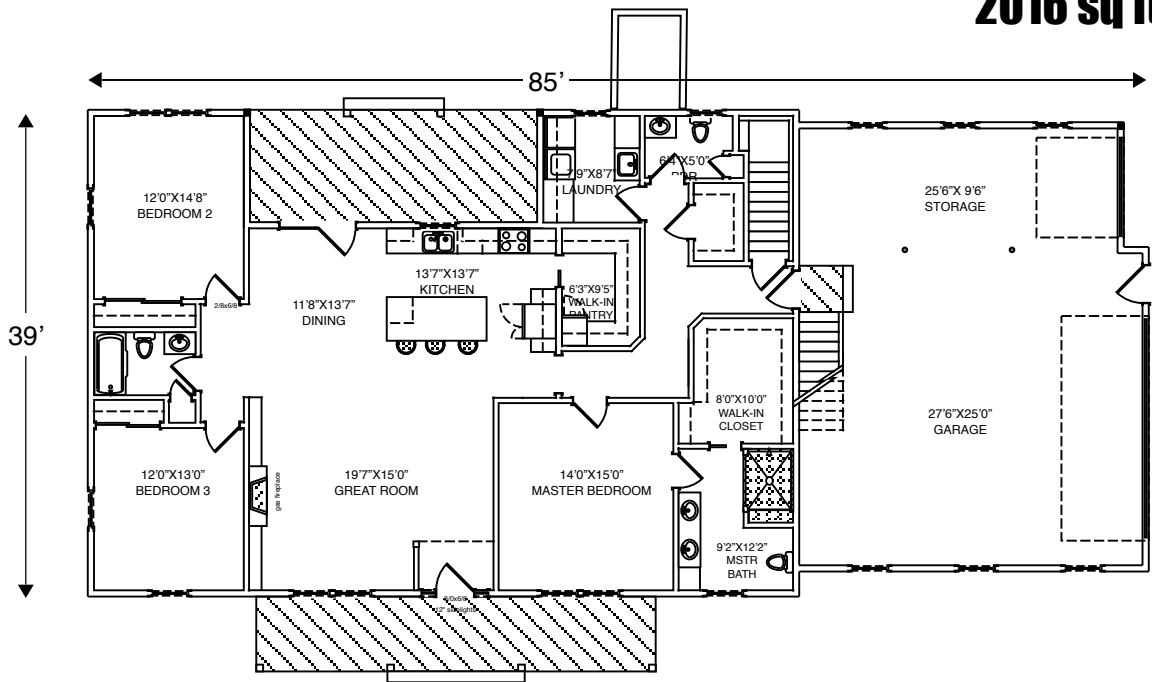 2016 sq ft
85’
39’
12’0”X14’8”
BEDROOM 2
7’9”X8’7”
LAUNDRY
6’4”X5’0”
PDR
25’6”X 9’6”
STORAGE
13’7”X13’7”
KITCHEN
11’8”X13’7”
DINING
2/8x6/8
6’3”X9’5”
WALK-IN
PANTRY
8’0”X10’0”
WALK-IN
CLOSET
27’6”X25’0”
GARAGE
12’0”X13’0”
BEDROOM 3
gas fireplace
19’7”X15’0”
GREAT ROOM
14’0”X15’0”
MASTER BEDROOM
9’2”X12’2”
MSTR
BATH
3/0x6/8
12" sidelights